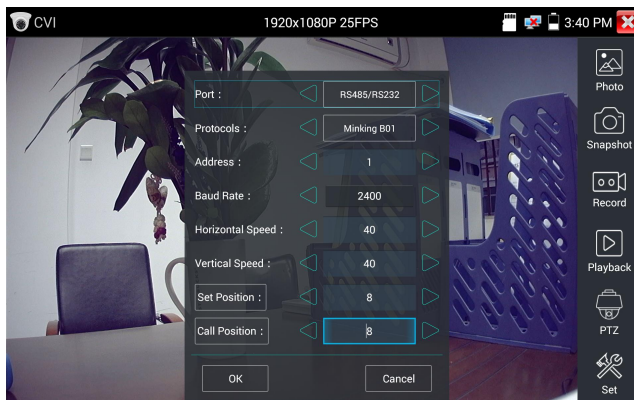 CVI 1920x1080P 25FPS 3:40 PM
Port : RS485/RS232
Protocols : Minking B01
Address : 1
Baud Rate : 2400
Horizontal Speed : 40
Vertical Speed : 40
Set Position : 8
Call Position : 8
OK Cancel
Photo
Snapshot
Record
Playback
PTZ
Set